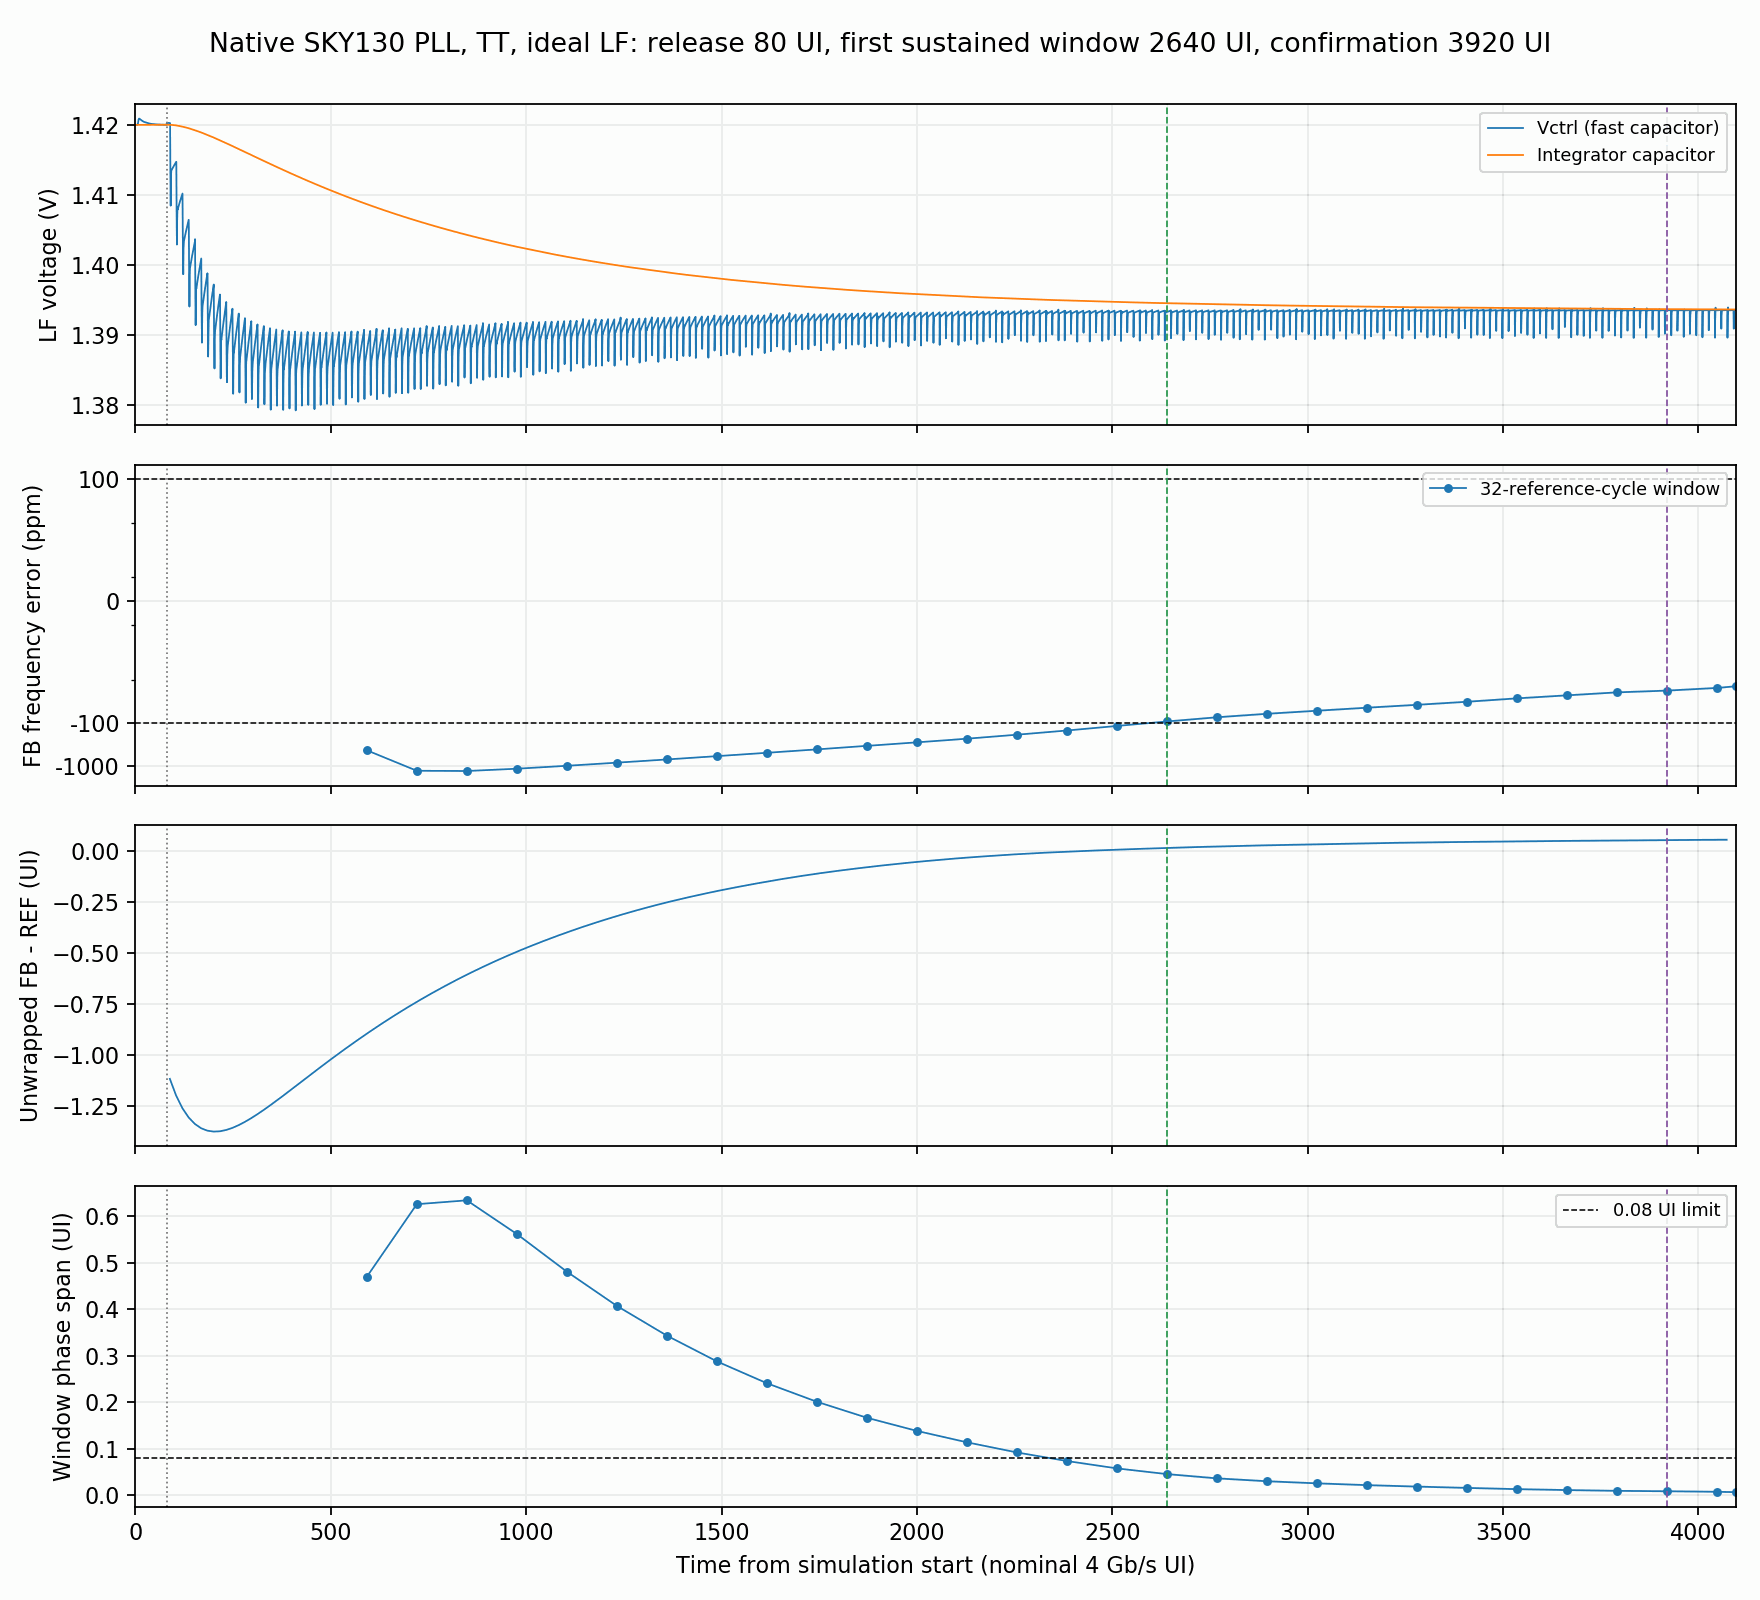 Native SKY130 PLL, TT, ideal LF: release 80 UI, first sustained window 2640 UI, confirmation 3920 UI
LF voltage (V)
1.42
1.41
1.40
1.39
1.38
Vctrl (fast capacitor)
Integrator capacitor
FB frequency error (ppm)
100
0
-100
-1000
32-reference-cycle window
Unwrapped FB - REF (UI)
0.00
−0.25
−0.50
−0.75
−1.00
−1.25
Window phase span (UI)
0.6
0.5
0.4
0.3
0.2
0.1
0.0
0.08 UI limit
0 500 1000 1500 2000 2500 3000 3500 4000
Time from simulation start (nominal 4 Gb/s UI)